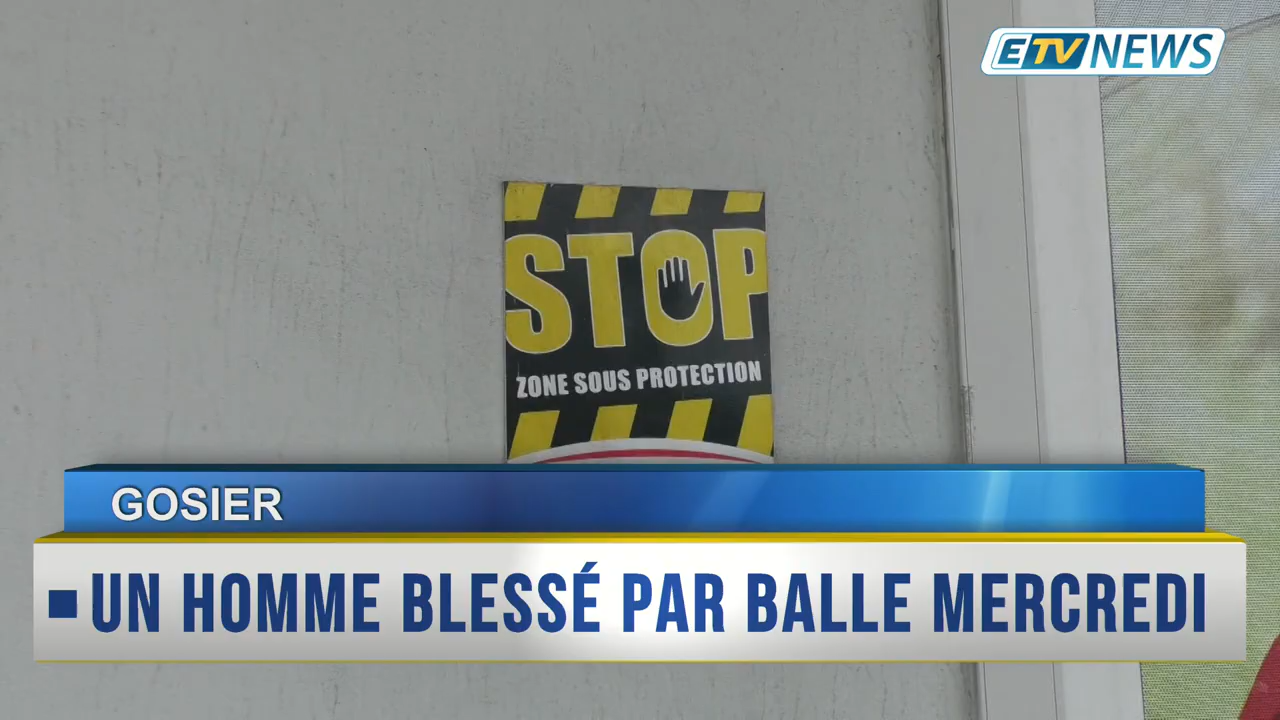 ETV NEWS
STOP
ZONE SOUS PROTECTION
GOSIER
UN HOMME BLESSÉ PAR BALLE MERCREDI